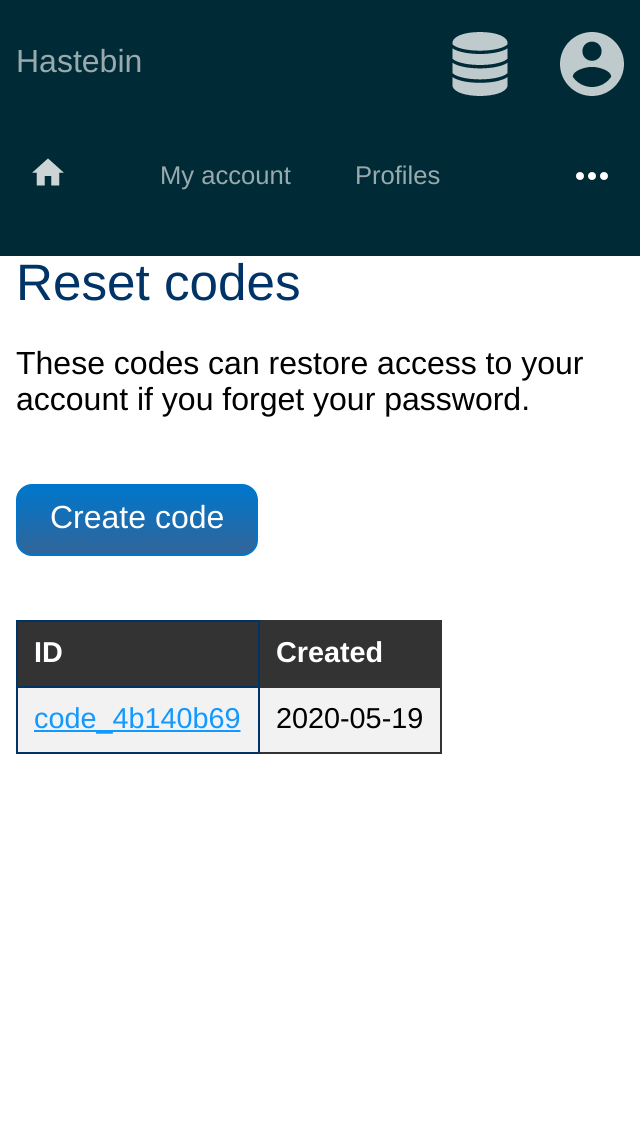 Hastebin
My account Profiles
Reset codes
These codes can restore access to your
account if you forget your password.
Create code
ID Created
code_4b140b69 2020-05-19